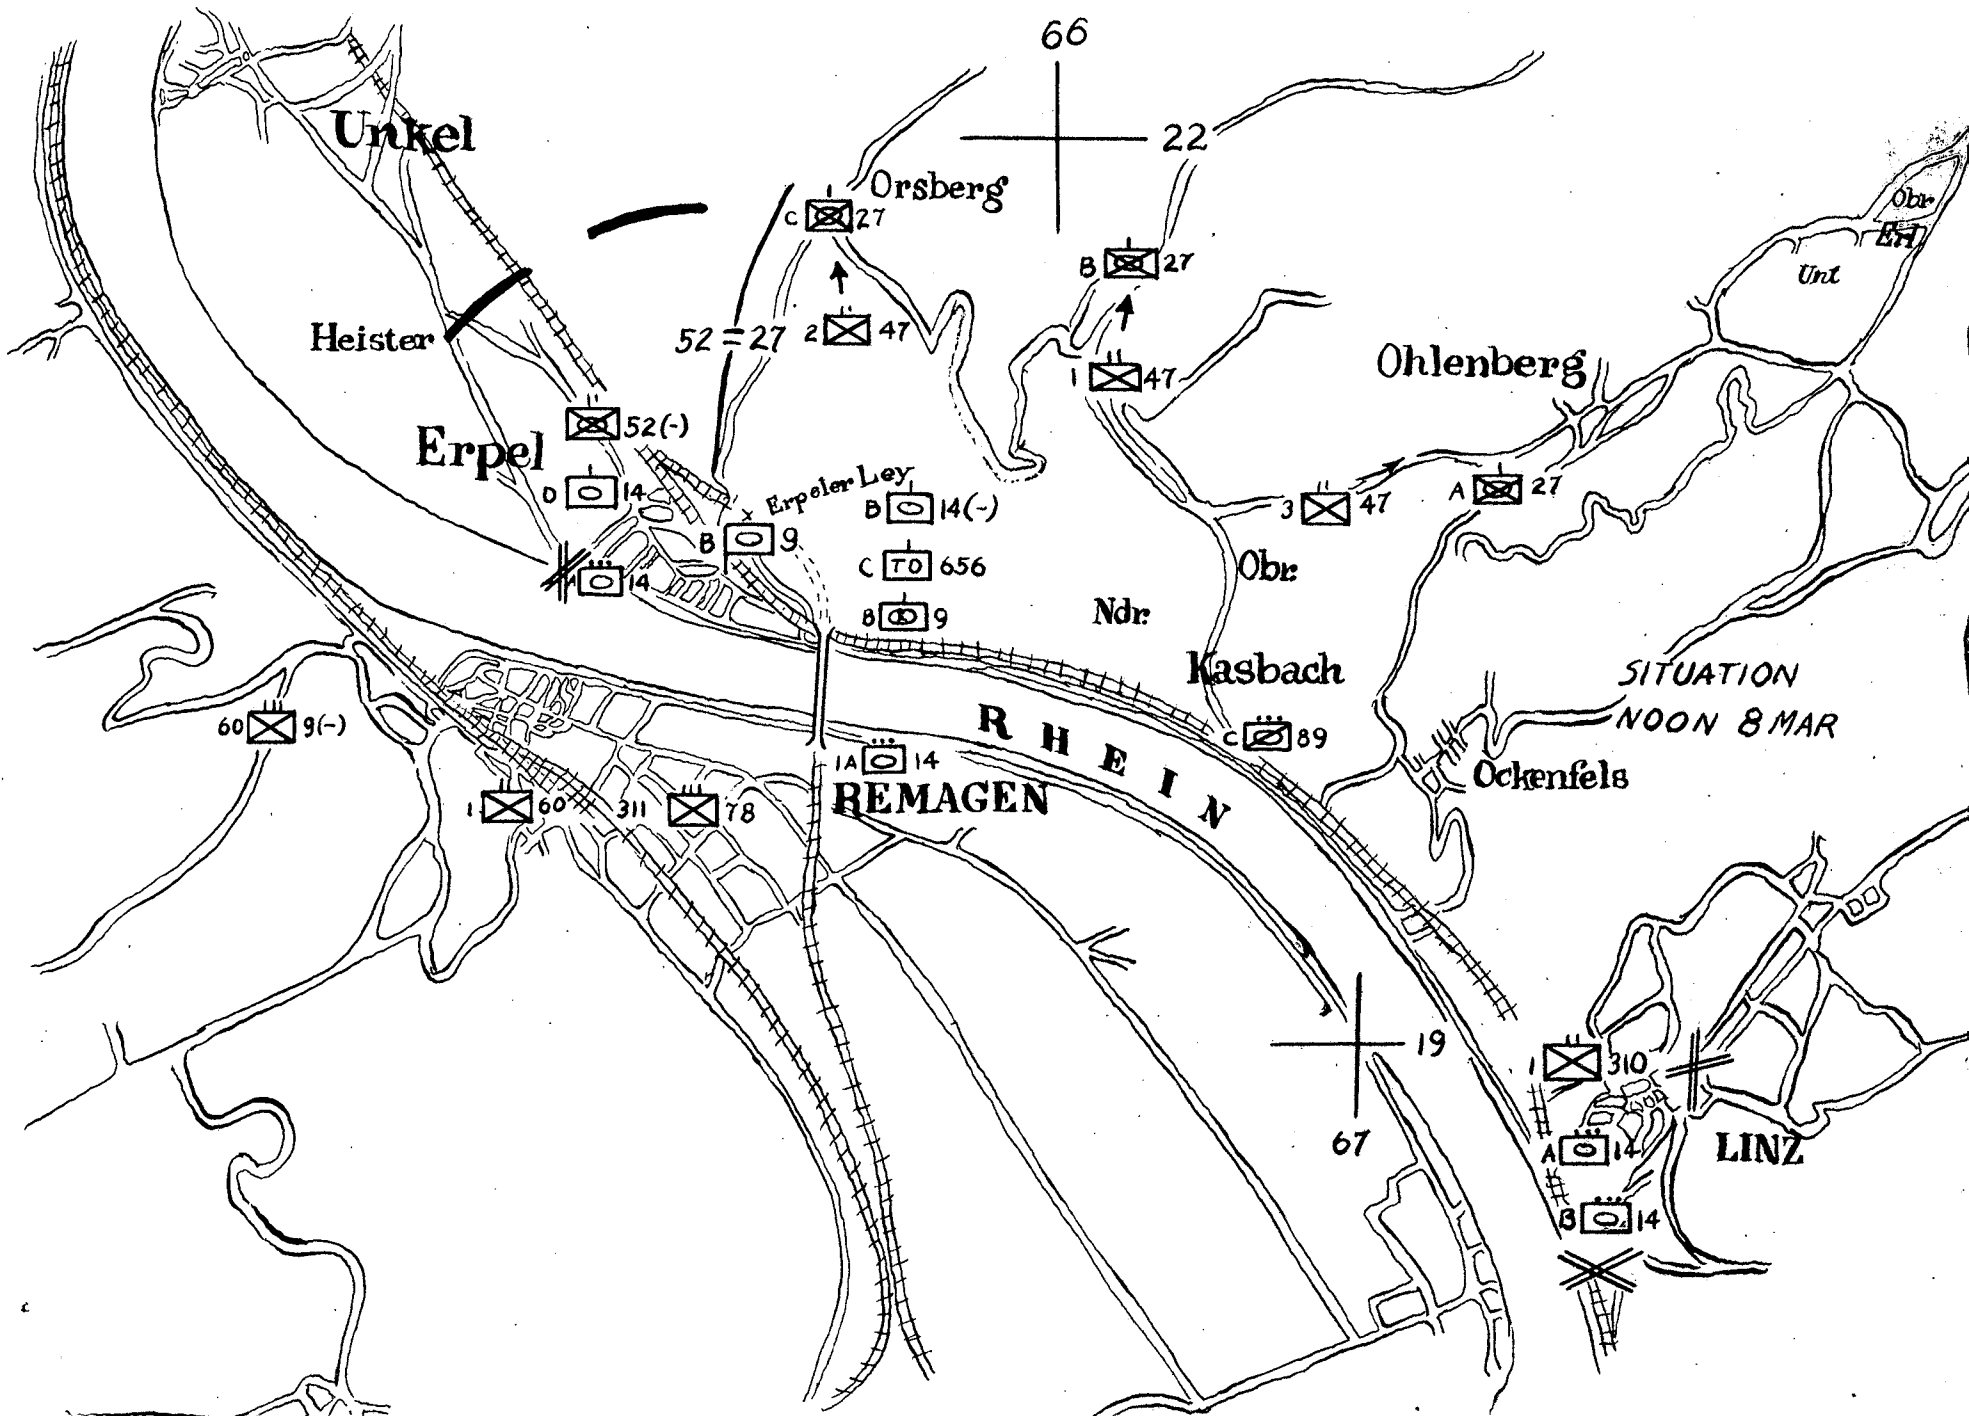 66
Unkel
22
Orsberg
C 27
Obr
Erl
Unt
B 27
Heister
52 = 27
2 47
1 47
Ohlenberg
52(-)
Erpel
D 14
Erpeler Ley
B 14(-)
A 27
3 47
B 9
C TD 656
Obr.
A 14
B 9
Ndr.
Kasbach
SITUATION
NOON 8 MAR
60 9(-)
RHEIN
C 89
1A 14
Ockenfels
REMAGEN
1 60
311 78
19
1 310
67
A 14
LINZ
B 14